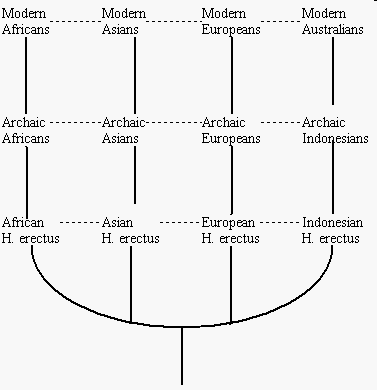 Modern Modern Modern Modern
Africans Asians Europeans Australians
Archaic Archaic Archaic Archaic
Africans Asians Europeans Indonesians
African Asian European Indonesian
H. erectus H. erectus H. erectus H. erectus